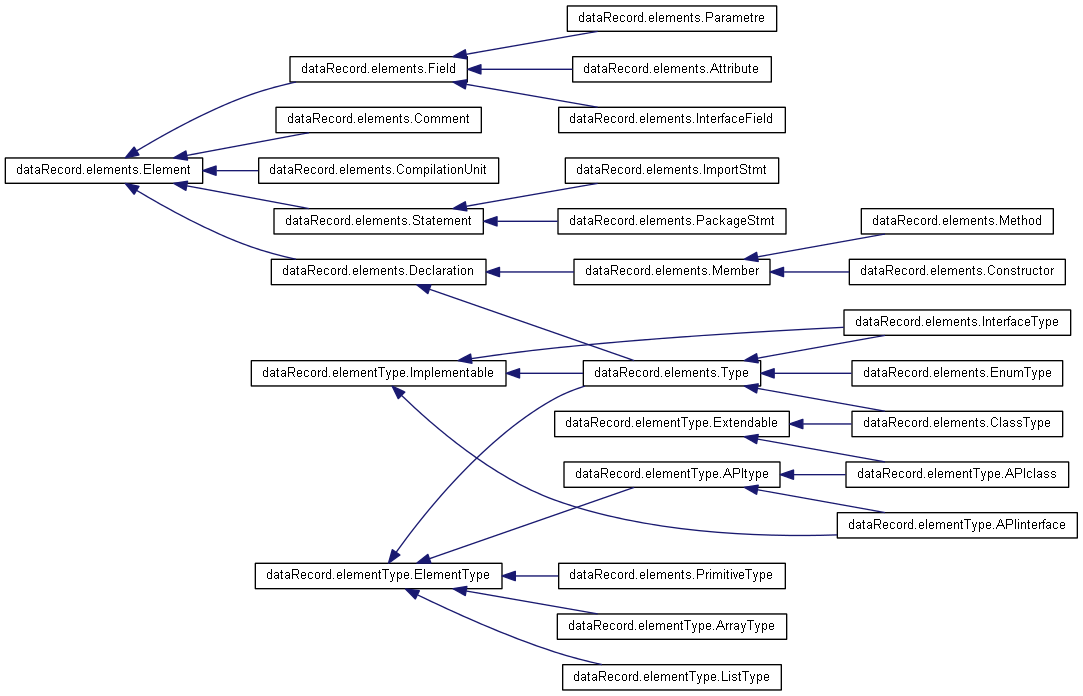 dataRecord.elements.Parametre
dataRecord.elements.Field
dataRecord.elements.Attribute
dataRecord.elements.InterfaceField
dataRecord.elements.Comment
dataRecord.elements.Element
dataRecord.elements.CompilationUnit
dataRecord.elements.ImportStmt
dataRecord.elements.Statement
dataRecord.elements.PackageStmt
dataRecord.elements.Method
dataRecord.elements.Declaration
dataRecord.elements.Member
dataRecord.elements.Constructor
dataRecord.elements.InterfaceType
dataRecord.elementType.Implementable
dataRecord.elements.Type
dataRecord.elements.EnumType
dataRecord.elementType.Extendable
dataRecord.elements.ClassType
dataRecord.elementType.APItype
dataRecord.elementType.APIclass
dataRecord.elementType.APIinterface
dataRecord.elementType.ElementType
dataRecord.elements.PrimitiveType
dataRecord.elementType.ArrayType
dataRecord.elementType.ListType